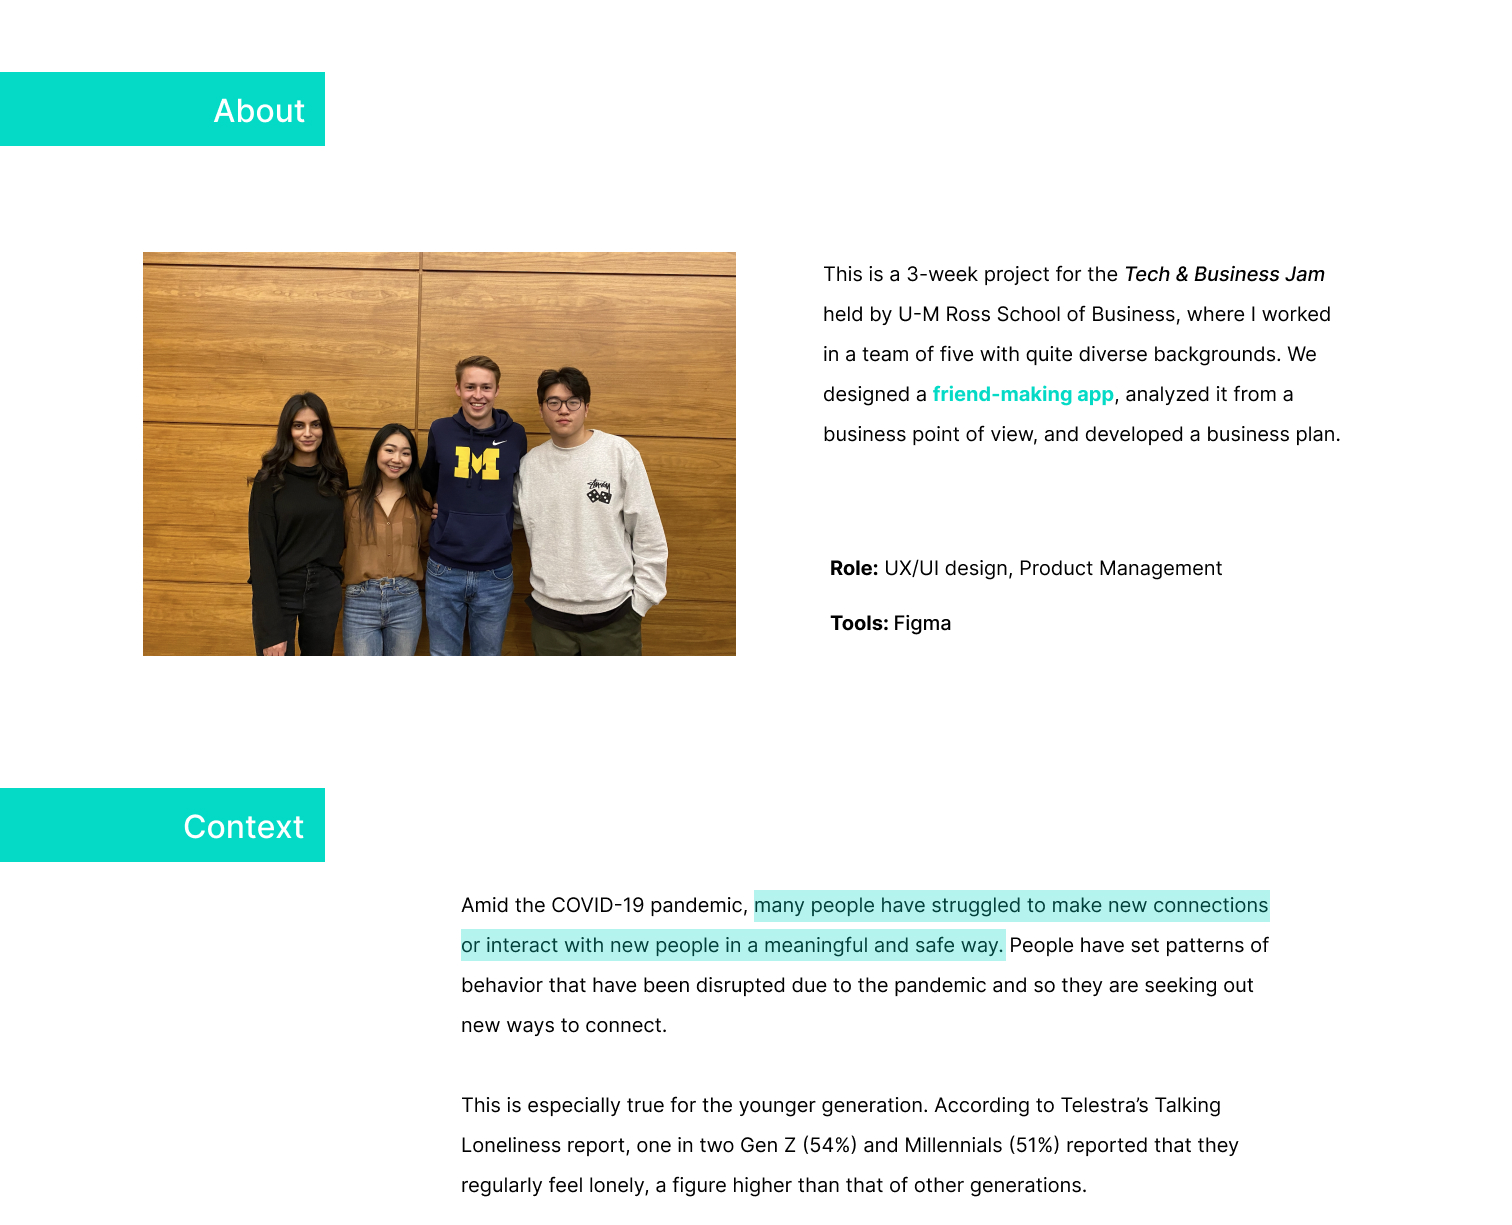 About
This is a 3-week project for the Tech & Business Jam
held by U-M Ross School of Business, where I worked
in a team of five with quite diverse backgrounds. We
designed a friend-making app, analyzed it from a
business point of view, and developed a business plan.
M
Stüssy
Role: UX/UI design, Product Management
Tools: Figma
Context
Amid the COVID-19 pandemic, many people have struggled to make new connections
or interact with new people in a meaningful and safe way. People have set patterns of
behavior that have been disrupted due to the pandemic and so they are seeking out
new ways to connect.
This is especially true for the younger generation. According to Telestra’s Talking
Loneliness report, one in two Gen Z (54%) and Millennials (51%) reported that they
regularly feel lonely, a figure higher than that of other generations.